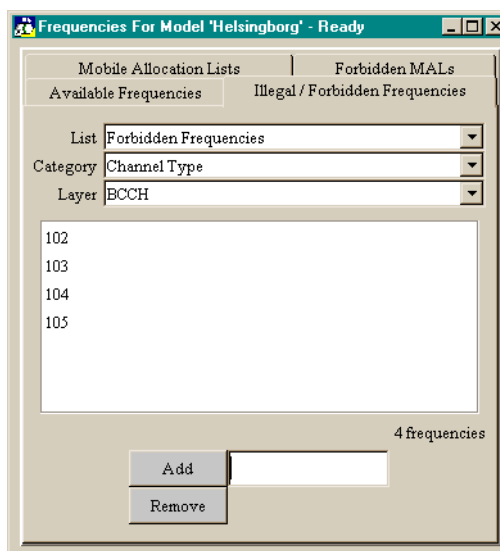 Frequencies For Model 'Helsingborg' - Ready
Mobile Allocation Lists Forbidden MALs
Available Frequencies Illegal / Forbidden Frequencies
List Forbidden Frequencies
Category Channel Type
Layer BCCH
102
103
104
105
4 frequencies
Add
Remove